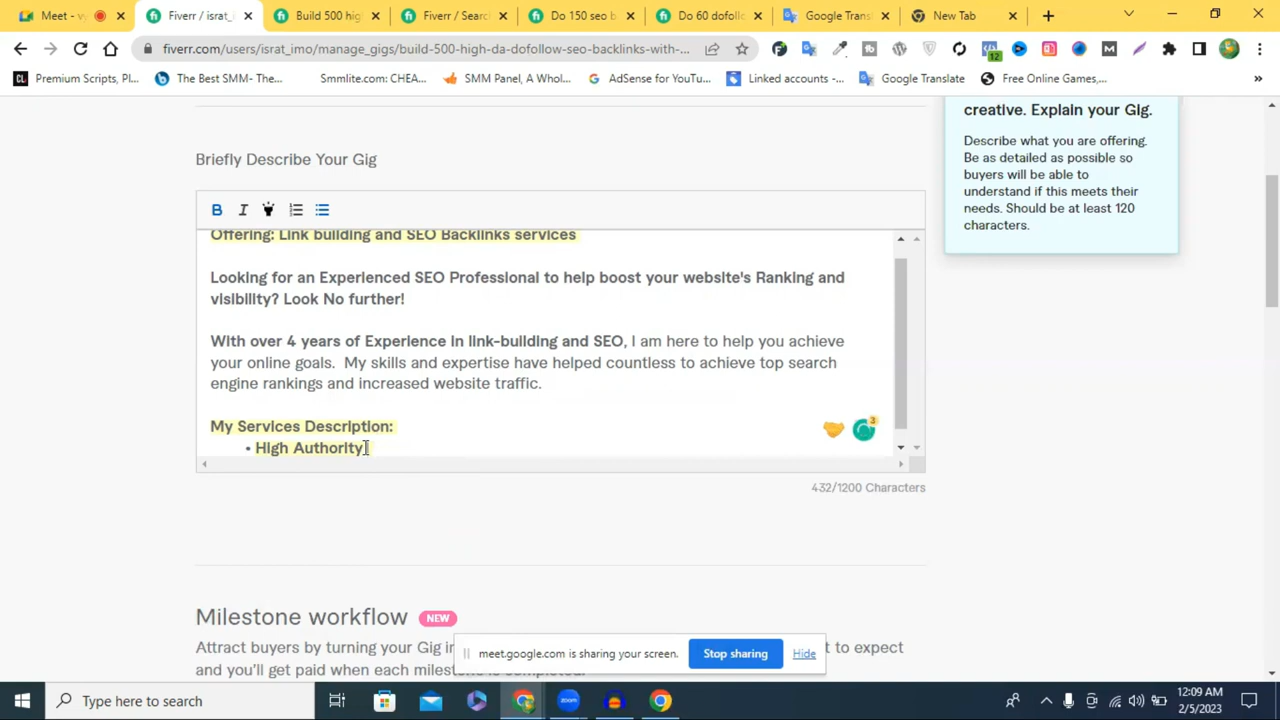 Meet - vy
Fiverr / israt_i
Build 500 hig
Fiverr / Search
Do 150 seo b
Do 60 dofollo
Google Trans
New Tab
fiverr.com/users/israt_imo/manage_gigs/build-500-high-da-dofollow-seo-backlinks-with-...
12
Premium Scripts, Pl...
The Best SMM- The...
Smmlite.com: CHEA...
SMM Panel, A Whol...
AdSense for YouTu...
Linked accounts -...
Google Translate
Free Online Games,...
creative. Explain your Gig.
Describe what you are offering.
Be as detailed as possible so
buyers will be able to
understand if this meets their
needs. Should be at least 120
characters.
Briefly Describe Your Gig
B I
Offering: Link building and SEO Backlinks services
Looking for an Experienced SEO Professional to help boost your website's Ranking and
visibility? Look No further!
With over 4 years of Experience in link-building and SEO, I am here to help you achieve
your online goals. My skills and expertise have helped countless to achieve top search
engine rankings and increased website traffic.
My Services Description:
• High Authority
3
432/1200 Characters
Milestone workflow NEW
Attract buyers by turning your Gig in
t to expect
and you'll get paid when each milestone is completed.
meet.google.com is sharing your screen.
Stop sharing
Hide
Type here to search
12:09 AM
2/5/2023